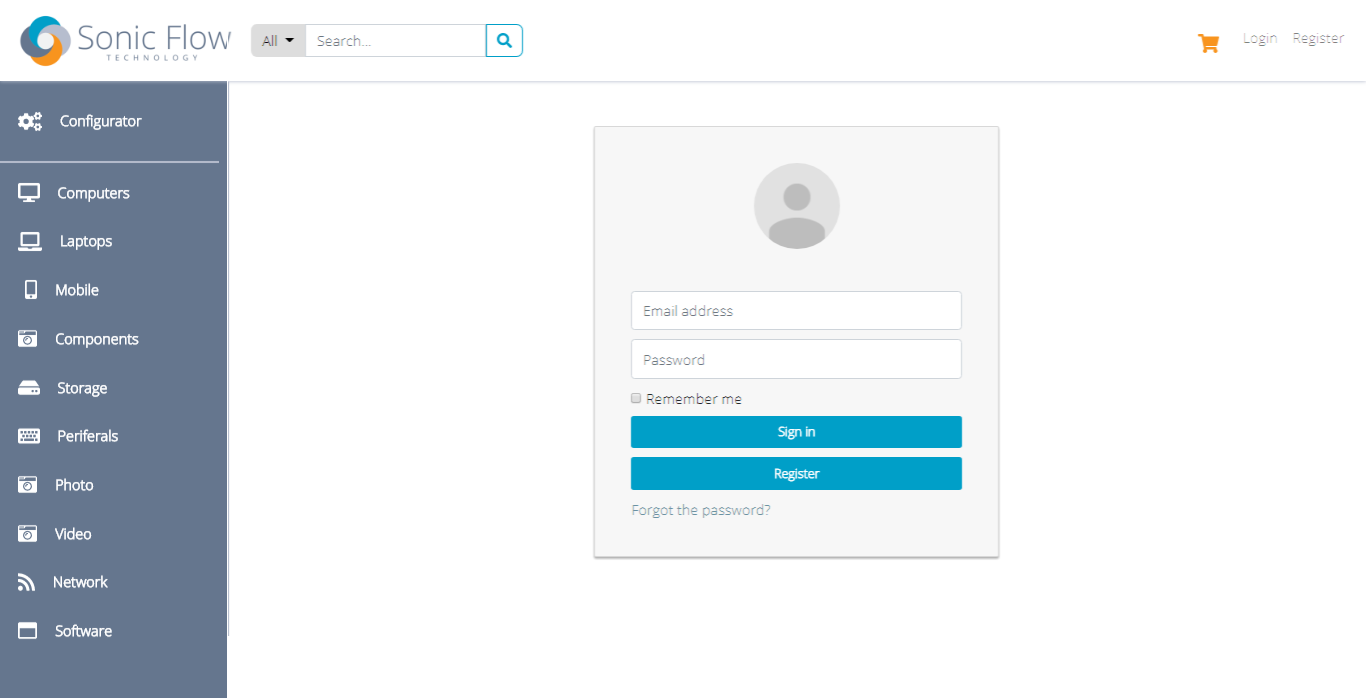 Sonic Flow
TECHNOLOGY
All
Search...
Login
Register
Configurator
Computers
Laptops
Mobile
Components
Storage
Periferals
Photo
Video
Network
Software
Email address
Password
Remember me
Sign in
Register
Forgot the password?